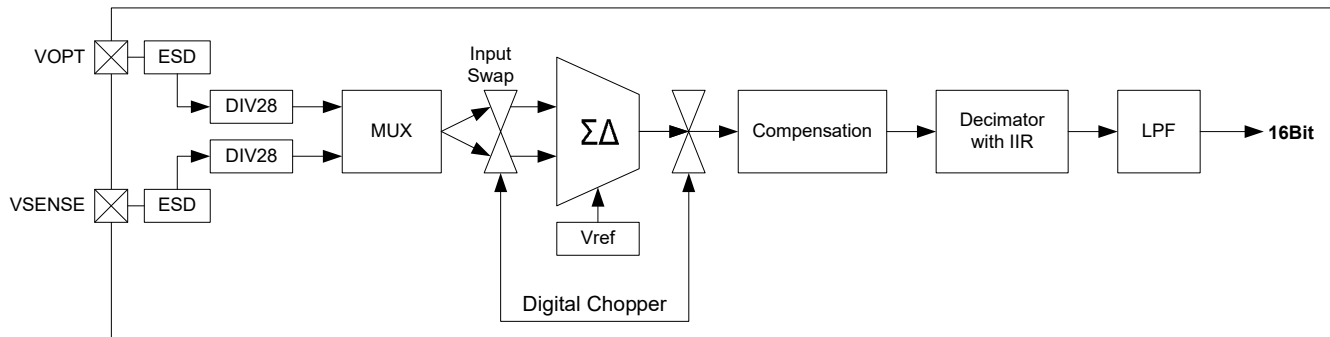 VOPT
ESD
Input
Swap
DIV28
MUX
ΣΔ
Compensation
Decimator
with IIR
LPF
16Bit
DIV28
VSENSE
ESD
Vref
Digital Chopper